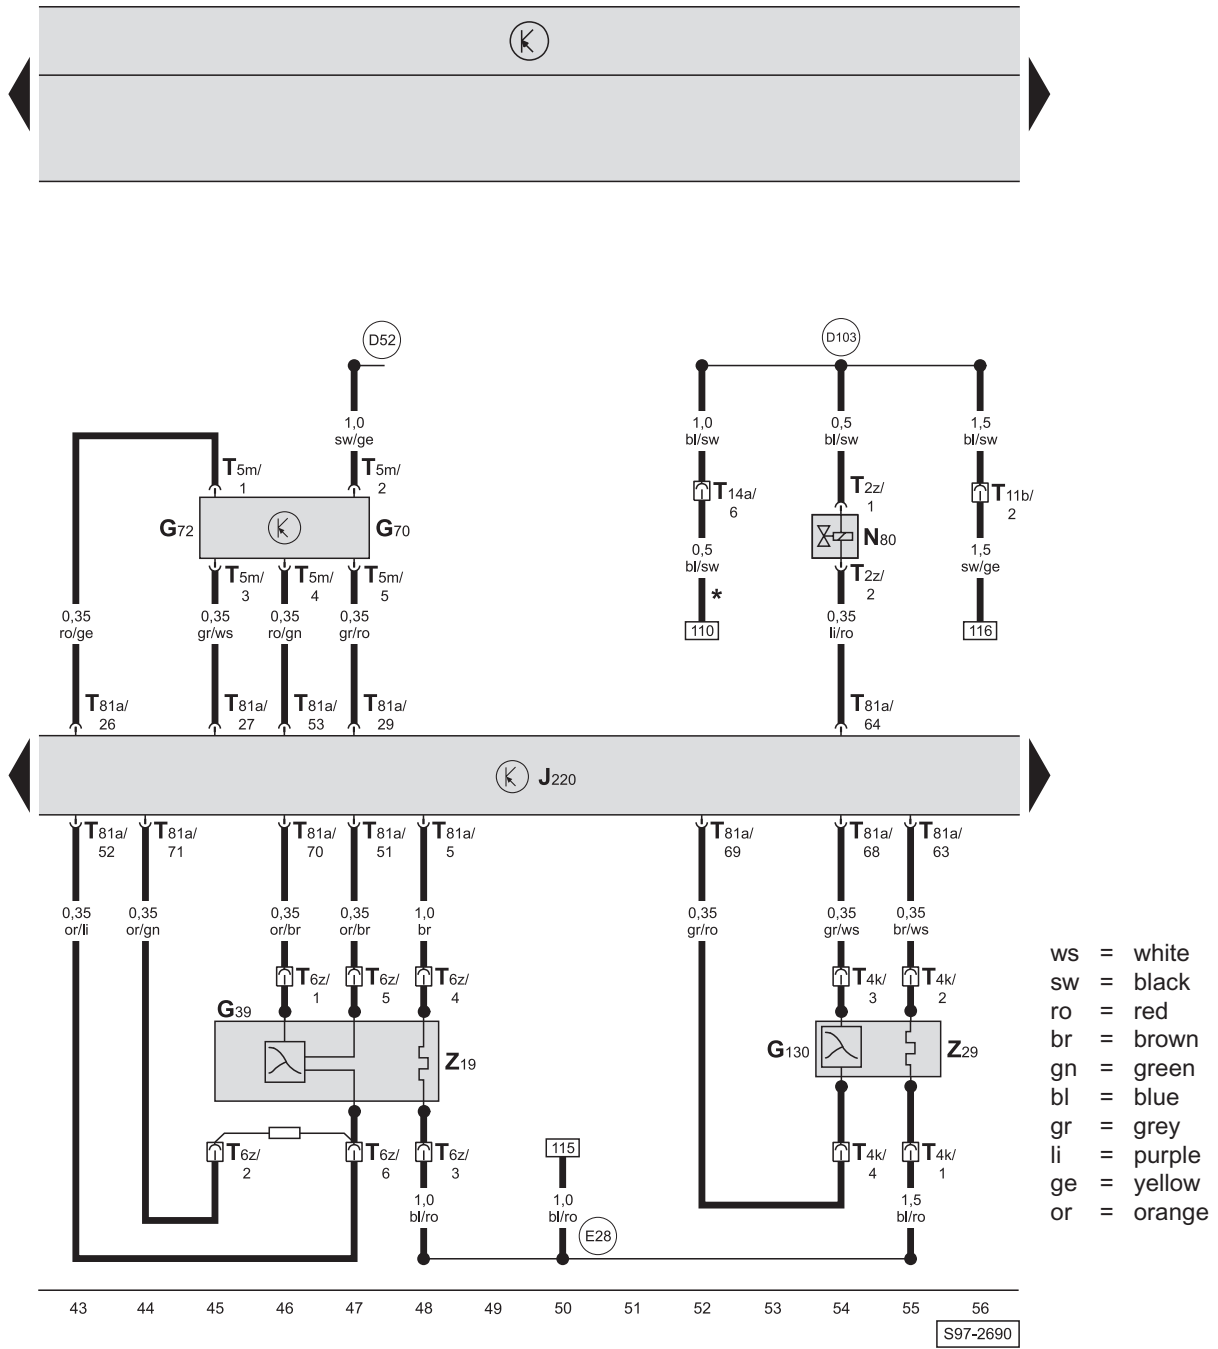 D52
D103
1,0
sw/ge
1,0
bl/sw
0,5
bl/sw
1,5
bl/sw
T5m/
1
T5m/
2
T14a/
6
T2z/
1
T11b/
2
G72
G70
N80
T5m/
3
T5m/
4
T5m/
5
0,5
bl/sw
*
T2z/
2
1,5
sw/ge
0,35
ro/ge
0,35
gr/ws
0,35
ro/gn
0,35
gr/ro
110
0,35
li/ro
116
T81a/
26
T81a/
27
T81a/
53
T81a/
29
T81a/
64
J220
T81a/
52
T81a/
71
T81a/
70
T81a/
51
T81a/
5
T81a/
69
T81a/
68
T81a/
63
0,35
or/li
0,35
or/gn
0,35
or/br
0,35
or/br
1,0
br
0,35
gr/ro
0,35
gr/ws
0,35
br/ws
T6z/
1
T6z/
5
T6z/
4
T4k/
3
T4k/
2
G39
Z19
G130
Z29
T6z/
2
T6z/
6
T6z/
3
115
T4k/
4
T4k/
1
1,0
bl/ro
1,0
bl/ro
E28
1,5
bl/ro
ws = white
sw = black
ro = red
br = brown
gn = green
bl = blue
gr = grey
li = purple
ge = yellow
or = orange
43 44 45 46 47 48 49 50 51 52 53 54 55 56
S97-2690